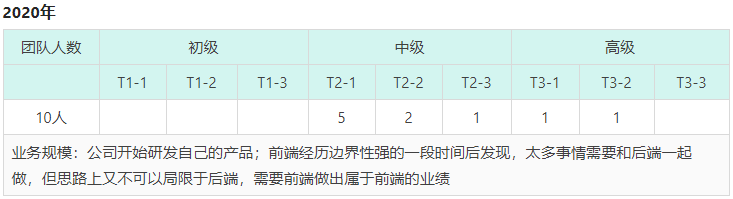 2020年
团队人数 初级 中级 高级
T1-1 T1-2 T1-3 T2-1 T2-2 T2-3 T3-1 T3-2 T3-3
10人 5 2 1 1 1
业务规模：公司开始研发自己的产品；前端经历边界性强的一段时间后发现，太多事情需要和后端一起
做，但思路上又不可以局限于后端，需要前端做出属于前端的业绩